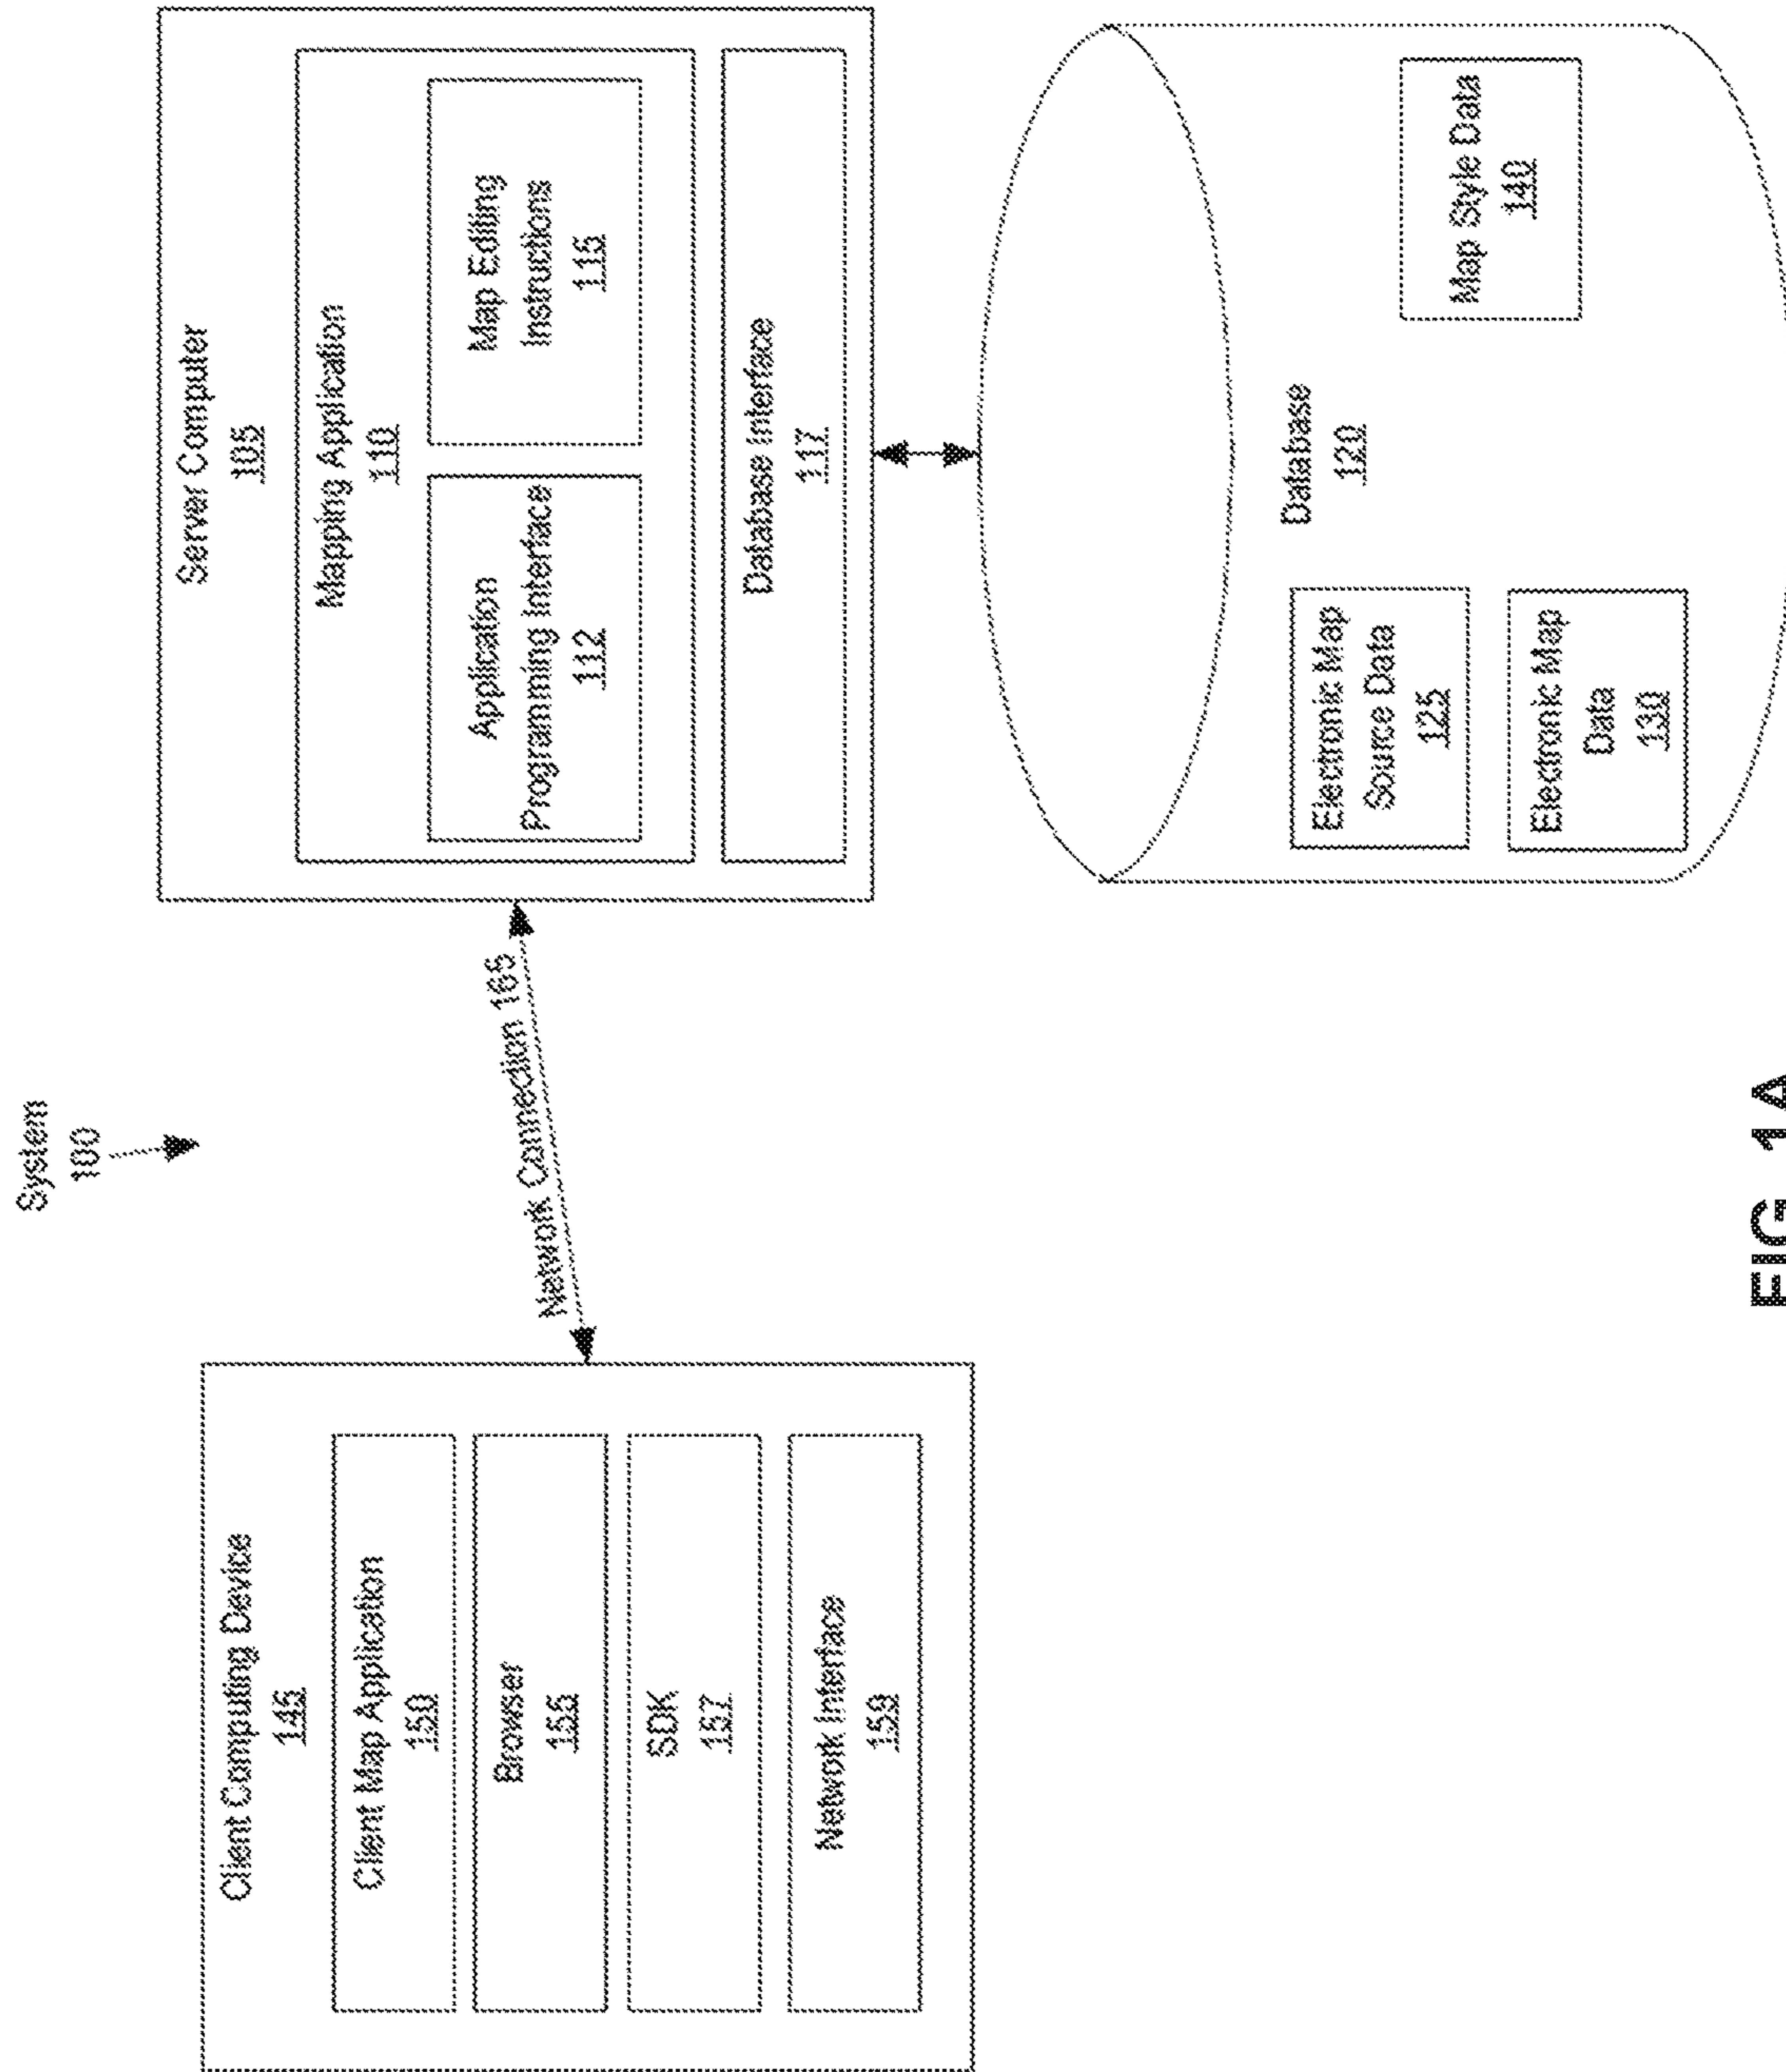 System
100
Client Computing Device
145
Client Map Application
150
Browser
155
SDK
157
Network Interface
159
Network Connection 165
Server Computer
105
Mapping Application
110
Application
Programming Interface
112
Map Editing
Instructions
115
Database Interface
117
Database
120
Electronic Map
Source Data
125
Electronic Map
Data
130
Map Style Data
140
FIG. 1A